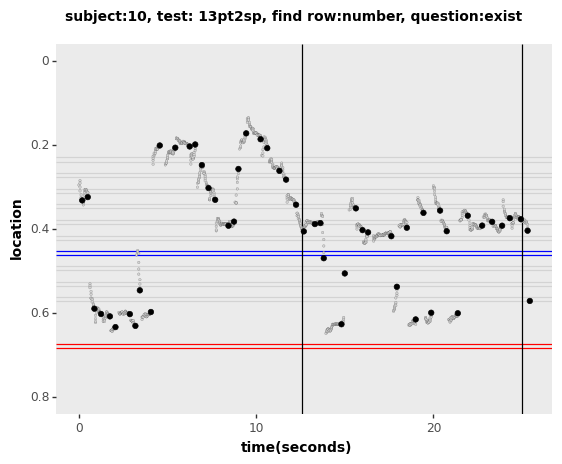 subject:10, test: 13pt2sp, find row:number, question:exist
0
0.2
0.4
0.6
0.8
location
0
10
20
time(seconds)